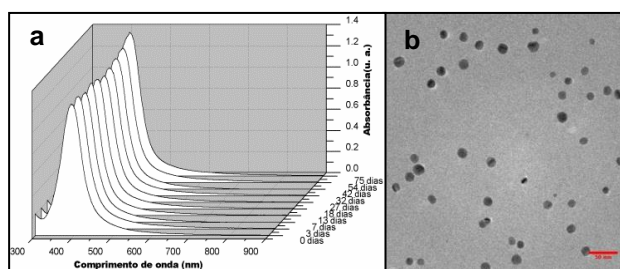 a
1.4
1.2
1.0
0.8
0.6
0.4
0.2
0.0
Absorbância(u. a.)
75 dias
54 dias
42 dias
32 dias
27 dias
18 dias
13 dias
7 dias
3 dias
0 dias
300 400 500 600 700 800 900
Comprimento de onda (nm)
b